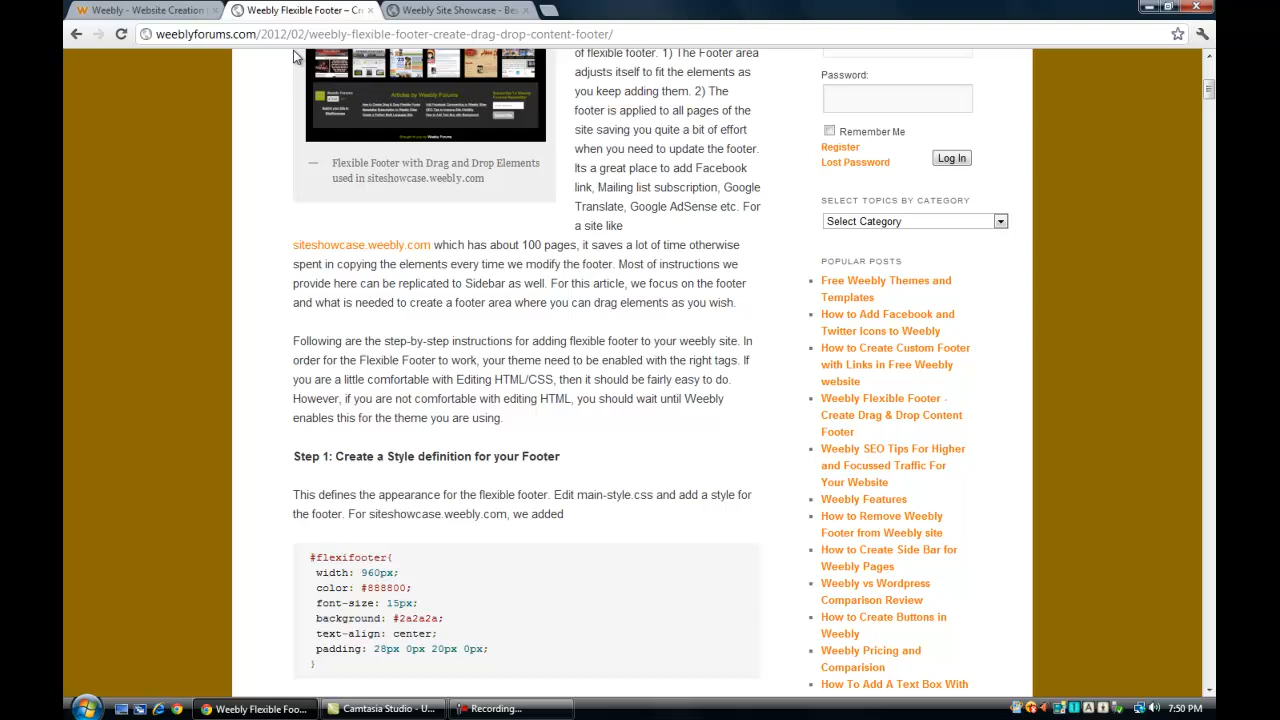 Weebly - Website Creation
Weebly Flexible Footer – Cr
Weebly Site Showcase - Bes
weeblyforums.com/2012/02/weebly-flexible-footer-create-drag-drop-content-footer/
Articles by Weebly Forums
Brought to you by Weebly Forums
Flexible Footer with Drag and Drop Elements
used in siteshowcase.weebly.com
of flexible footer. 1) The Footer area
adjusts itself to fit the elements as
you keep adding them. 2) The
footer is applied to all pages of the
site saving you quite a bit of effort
when you need to update the footer.
Its a great place to add Facebook
link, Mailing list subscription, Google
Translate, Google AdSense etc. For
a site like
siteshowcase.weebly.com which has about 100 pages, it saves a lot of time otherwise
spent in copying the elements every time we modify the footer. Most of instructions we
provide here can be replicated to Sidebar as well. For this article, we focus on the footer
and what is needed to create a footer area where you can drag elements as you wish.
Following are the step-by-step instructions for adding flexible footer to your weebly site. In
order for the Flexible Footer to work, your theme need to be enabled with the right tags. If
you are a little comfortable with Editing HTML/CSS, then it should be fairly easy to do.
However, if you are not comfortable with editing HTML, you should wait until Weebly
enables this for the theme you are using.
Step 1: Create a Style definition for your Footer
This defines the appearance for the flexible footer. Edit main-style.css and add a style for
the footer. For siteshowcase.weebly.com, we added
#flexifooter{
width: 960px;
color: #888800;
font-size: 15px;
background: #2a2a2a;
text-align: center;
padding: 28px 0px 20px 0px;
}
Password:
Remember Me
Register
Lost Password
Log In
SELECT TOPICS BY CATEGORY
Select Category
POPULAR POSTS
Free Weebly Themes and
Templates
How to Add Facebook and
Twitter Icons to Weebly
How to Create Custom Footer
with Links in Free Weebly
website
Weebly Flexible Footer -
Create Drag & Drop Content
Footer
Weebly SEO Tips For Higher
and Focussed Traffic For
Your Website
Weebly Features
How to Remove Weebly
Footer from Weebly site
How to Create Side Bar for
Weebly Pages
Weebly vs Wordpress
Comparison Review
How to Create Buttons in
Weebly
Weebly Pricing and
Comparision
How To Add A Text Box With
Weebly Flexible Foo...
Camtasia Studio - U...
Recording...
7:50 PM